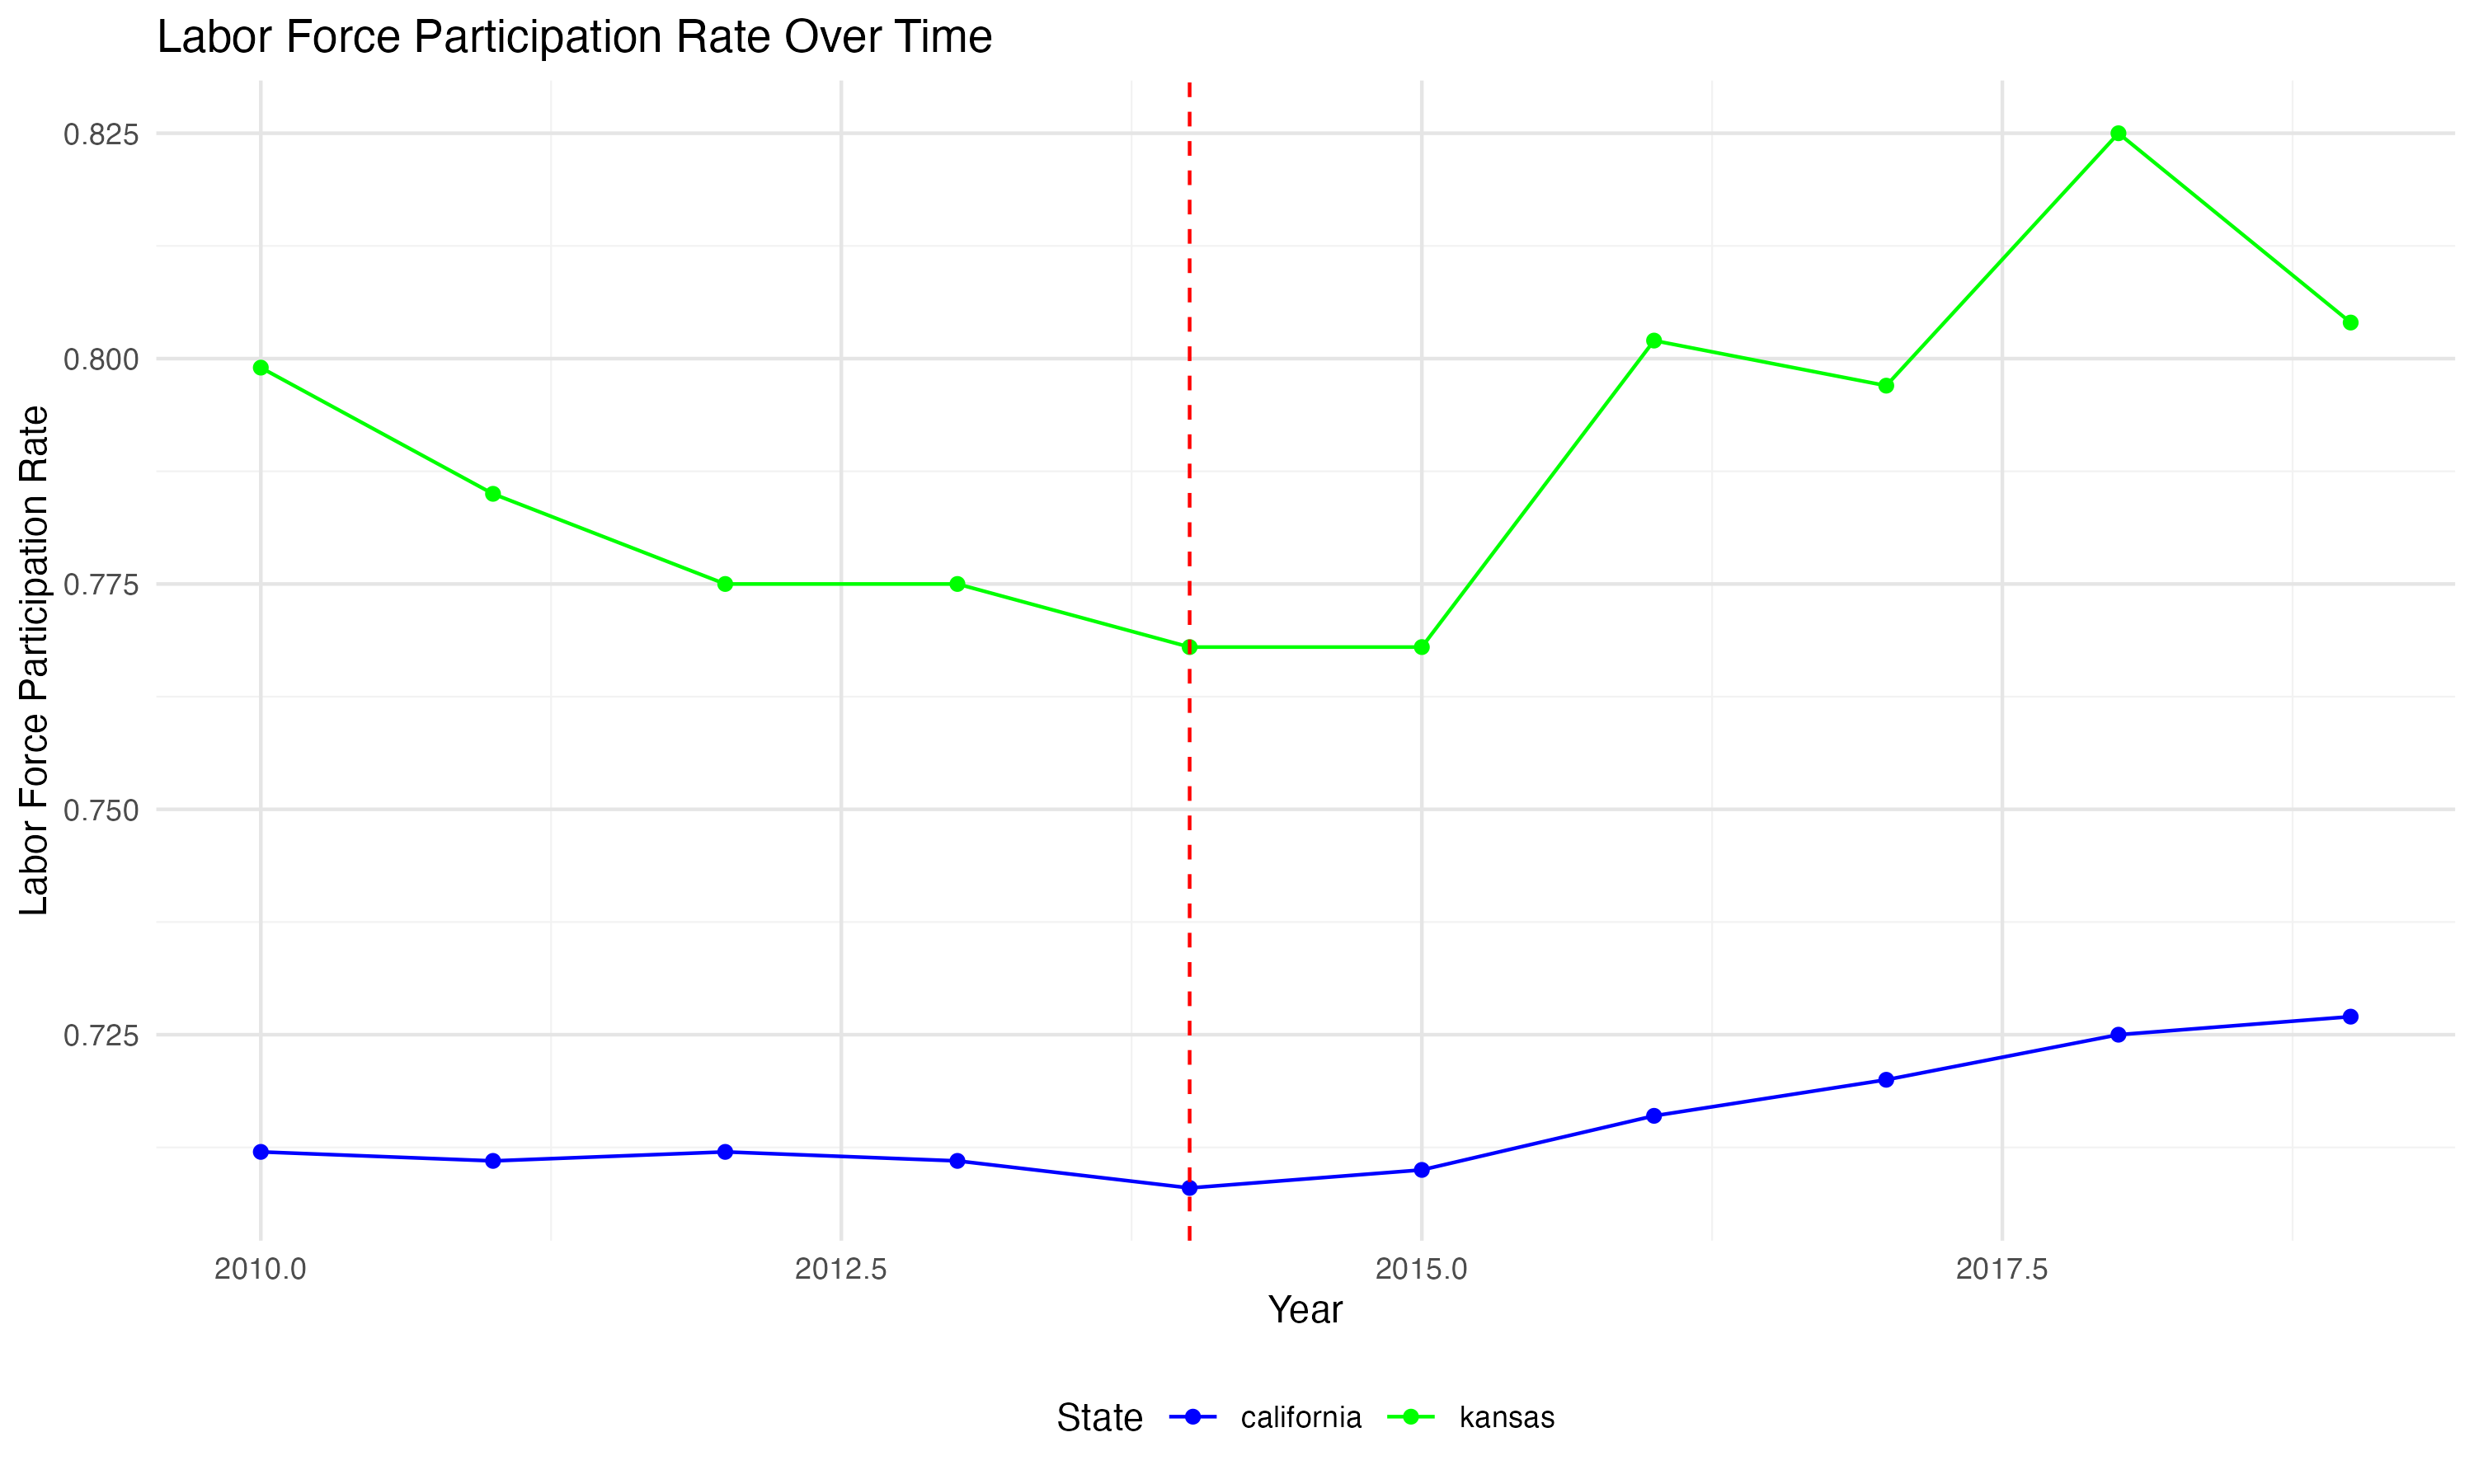 Labor Force Participation Rate Over Time
Labor Force Participation Rate
0.825
0.800
0.775
0.750
0.725
2010.0 2012.5 2015.0 2017.5
Year
State california kansas